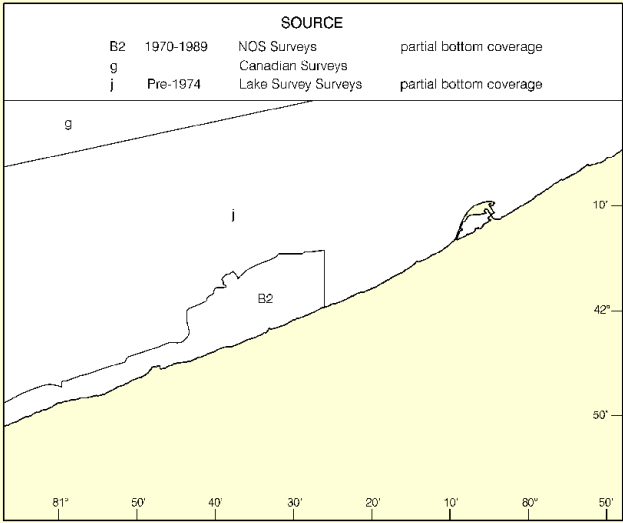 SOURCE
B2 1970-1989 NOS Surveys partial bottom coverage
g Canadian Surveys
j Pre-1974 Lake Survey Surveys partial bottom coverage
g
10'
j
B2
42°
50'
81° 50' 40' 30' 20' 10' 80° 50'